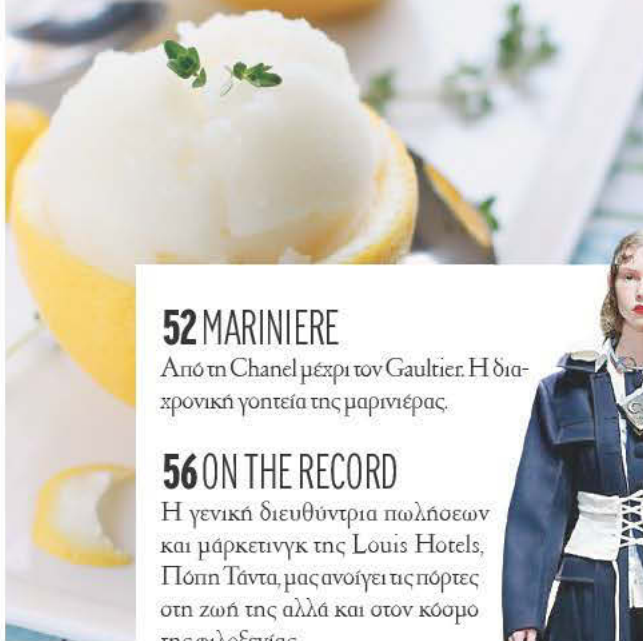 52 MARINIERE
Από τη Chanel μέχρι τον Gaultier. Η δια-
χρονική γοητεία της μαρινιέρας.
56 ON THE RECORD
Η γενική διευθύντρια πωλήσεων
και μάρκετινγκ της Louis Hotels,
Πόπη Τάντα, μας ανοίγει τις πόρτες
στη ζωή της αλλά και στον κόσμο
της φιλοξενίας